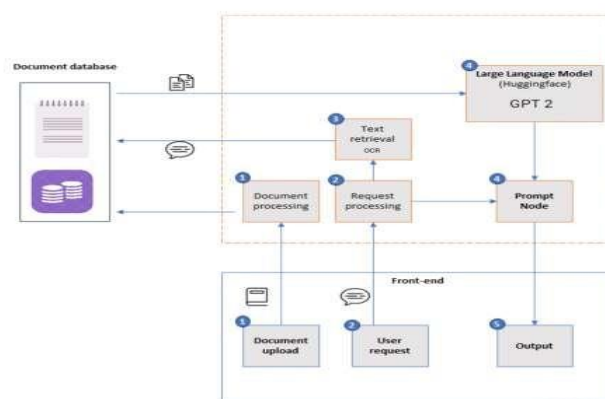 Document database
4
Large Language Model
(Huggingface)
GPT 2
3
Text
retrieval
OCR
1
Document
processing
2
Request
processing
4
Prompt
Node
Front-end
1
Document
upload
2
User
request
5
Output